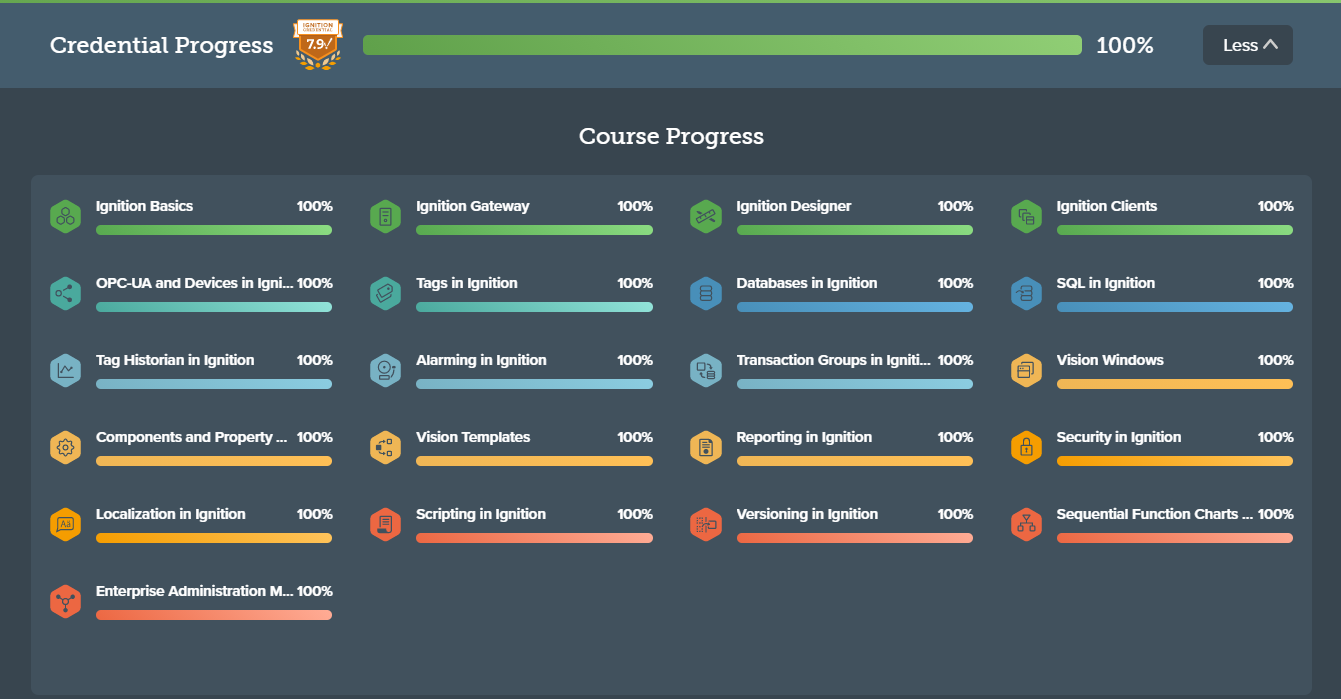 Credential Progress
IGNITION
CREDENTIAL
7.9
100%
Less
Course Progress
Ignition Basics 100%
Ignition Gateway 100%
Ignition Designer 100%
Ignition Clients 100%
OPC-UA and Devices in Igni... 100%
Tags in Ignition 100%
Databases in Ignition 100%
SQL in Ignition 100%
Tag Historian in Ignition 100%
Alarming in Ignition 100%
Transaction Groups in Igniti... 100%
Vision Windows 100%
Components and Property ... 100%
Vision Templates 100%
Reporting in Ignition 100%
Security in Ignition 100%
Aa
Localization in Ignition 100%
Scripting in Ignition 100%
Versioning in Ignition 100%
Sequential Function Charts ... 100%
Enterprise Administration M... 100%